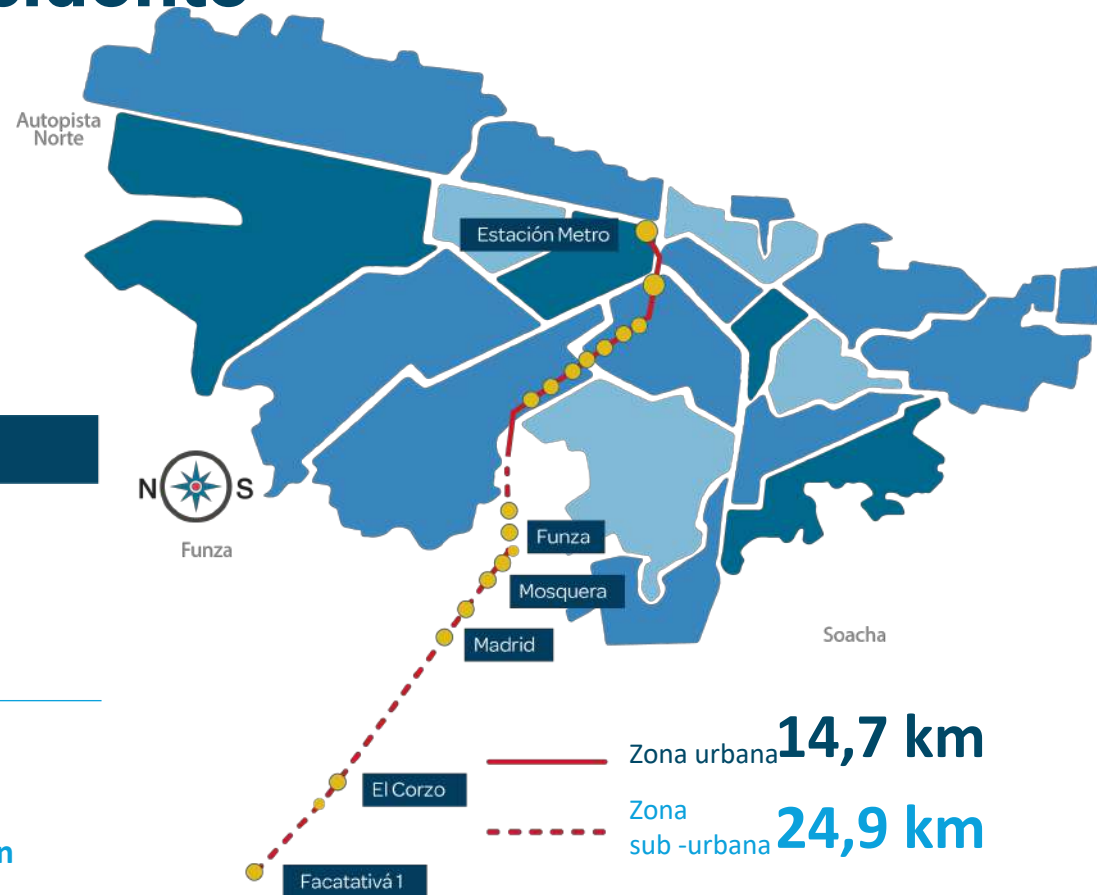 Autopista
Norte
Estación Metro
N
S
Funza
Funza
Mosquera
Madrid
Soacha
El Corzo
Facatativá 1
Zona urbana 14,7 km
Zona
sub -urbana 24,9 km
n